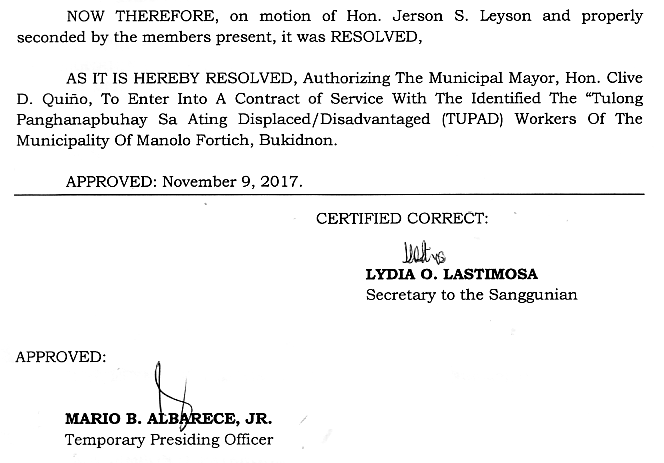 NOW THEREFORE, on motion of Hon. Jerson S. Leyson and properly
seconded by the members present, it was RESOLVED,
AS IT IS HEREBY RESOLVED, Authorizing The Municipal Mayor, Hon. Clive
D. Quiño, To Enter Into A Contract of Service With The Identified The “Tulong
Panghanapbuhay Sa Ating Displaced/Disadvantaged (TUPAD) Workers Of The
Municipality Of Manolo Fortich, Bukidnon.
APPROVED: November 9, 2017.
CERTIFIED CORRECT:
LYDIA O. LASTIMOSA
Secretary to the Sanggunian
APPROVED:
MARIO B. ALBARECE, JR.
Temporary Presiding Officer